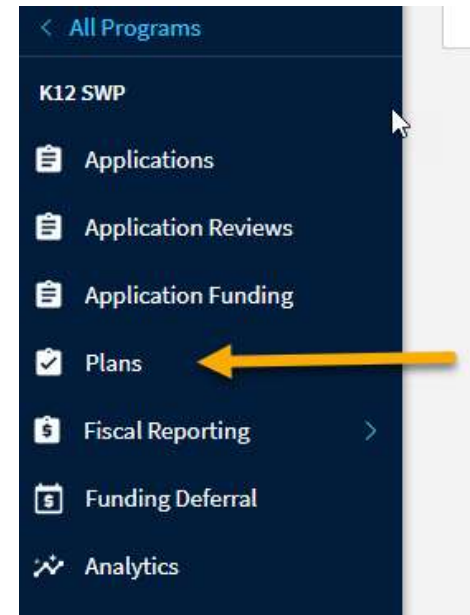 < All Programs
K12 SWP
Applications
Application Reviews
Application Funding
Plans
Fiscal Reporting >
Funding Deferral
Analytics